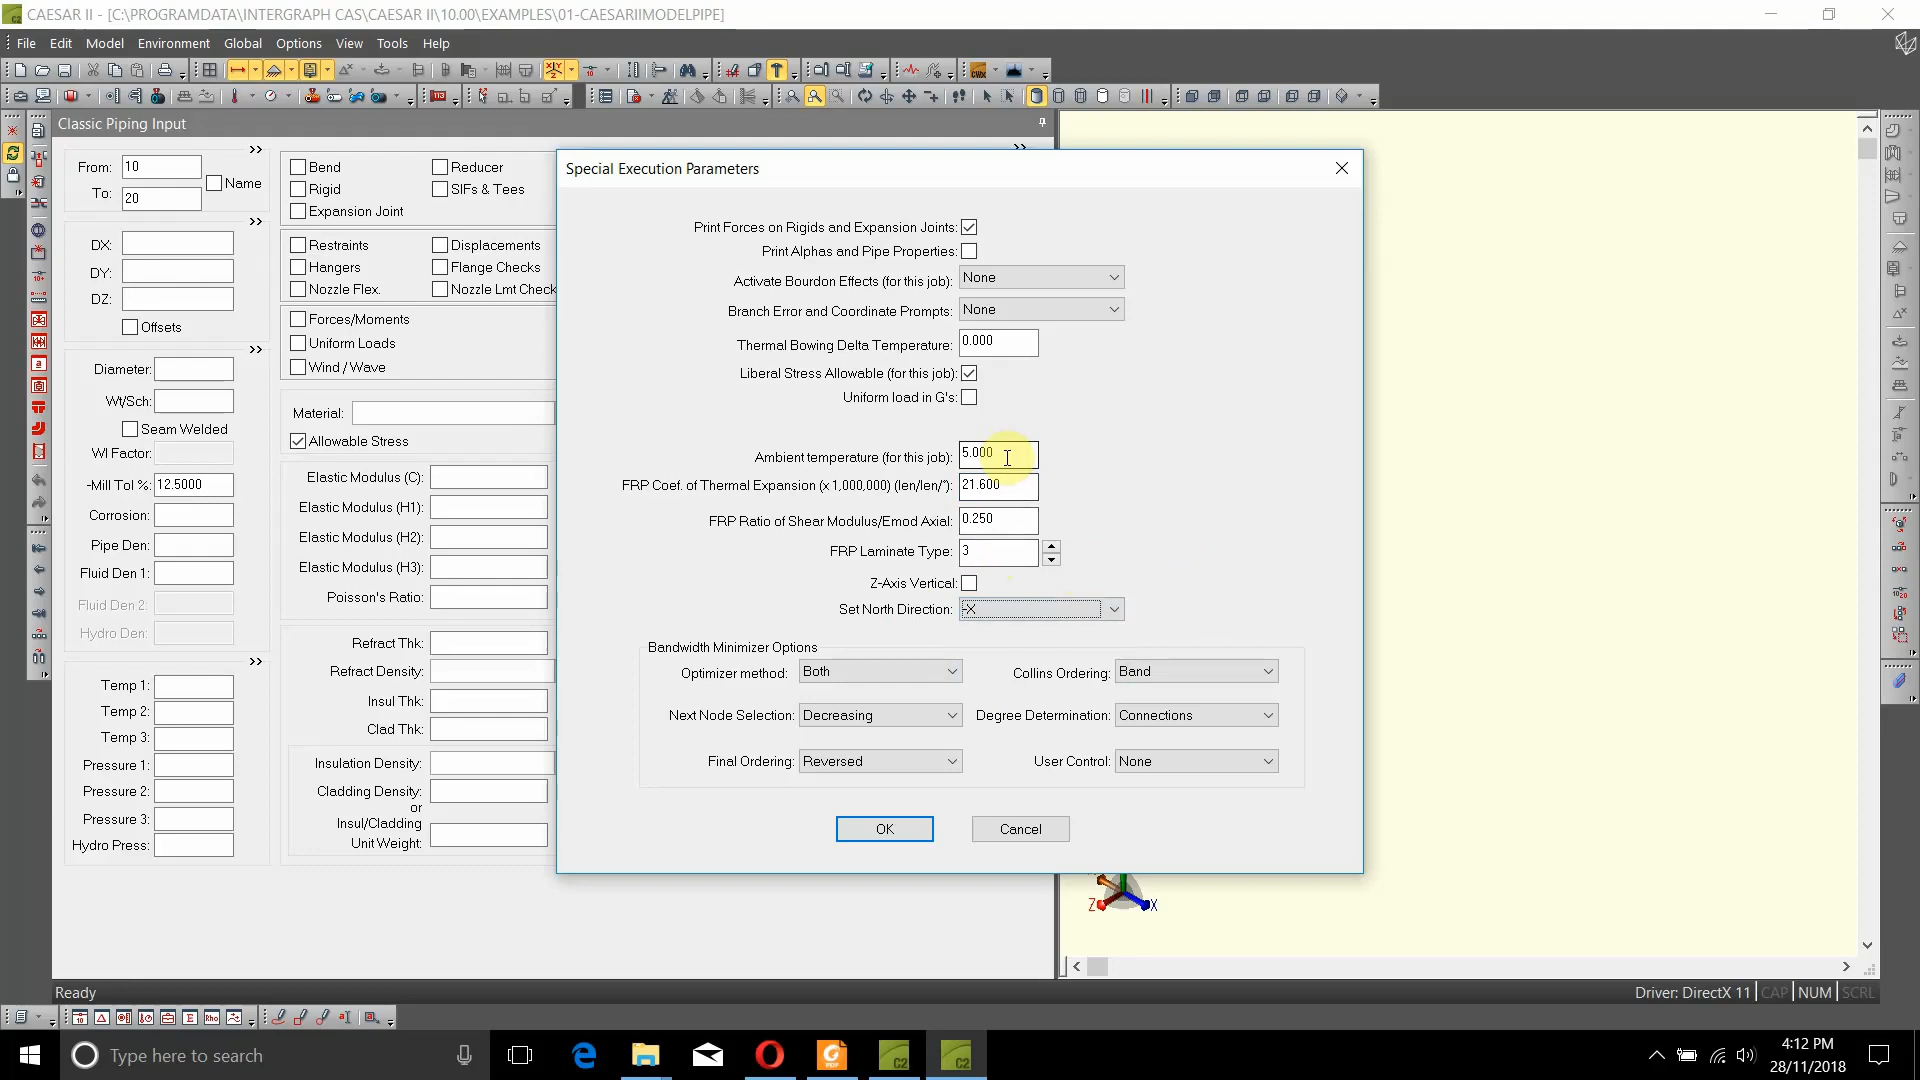 CAESAR II - [C:\PROGRAMDATA\INTERGRAPH CAS\CAESAR II\10.00\EXAMPLES\01-CAESARIIMODELPIPE]
File Edit Model Environment Global Options View Tools Help
Classic Piping Input
From: 10
To: 20
Name
DX:
DY:
DZ:
Offsets
Diameter:
Wt/Sch:
Seam Welded
WI Factor:
-Mill Tol %: 12.5000
Corrosion:
Pipe Den:
Fluid Den 1:
Fluid Den 2:
Hydro Den:
Temp 1:
Temp 2:
Temp 3:
Pressure 1:
Pressure 2:
Pressure 3:
Hydro Press:
Bend
Reducer
Rigid
SIFs & Tees
Expansion Joint
Restraints
Displacements
Hangers
Flange Checks
Nozzle Flex.
Nozzle Lmt Check
Forces/Moments
Uniform Loads
Wind / Wave
Material:
Allowable Stress
Elastic Modulus (C):
Elastic Modulus (H1):
Elastic Modulus (H2):
Elastic Modulus (H3):
Poisson's Ratio:
Refract Thk:
Refract Density:
Insul Thk:
Clad Thk:
Insulation Density:
Cladding Density:
or
Insul/Cladding
Unit Weight:
Special Execution Parameters
Print Forces on Rigids and Expansion Joints:
Print Alphas and Pipe Properties:
Activate Bourdon Effects (for this job): None
Branch Error and Coordinate Prompts: None
Thermal Bowing Delta Temperature: 0.000
Liberal Stress Allowable (for this job):
Uniform load in G's:
Ambient temperature (for this job): 5.000
FRP Coef. of Thermal Expansion (x 1,000,000) (len/len/°): 21.600
FRP Ratio of Shear Modulus/Emod Axial: 0.250
FRP Laminate Type: 3
Z-Axis Vertical:
Set North Direction: -X
Bandwidth Minimizer Options
Optimizer method: Both Collins Ordering: Band
Next Node Selection: Decreasing Degree Determination: Connections
Final Ordering: Reversed User Control: None
OK Cancel
Z X
Ready
Driver: DirectX 11 CAP NUM SCRL
Type here to search
4:12 PM
28/11/2018